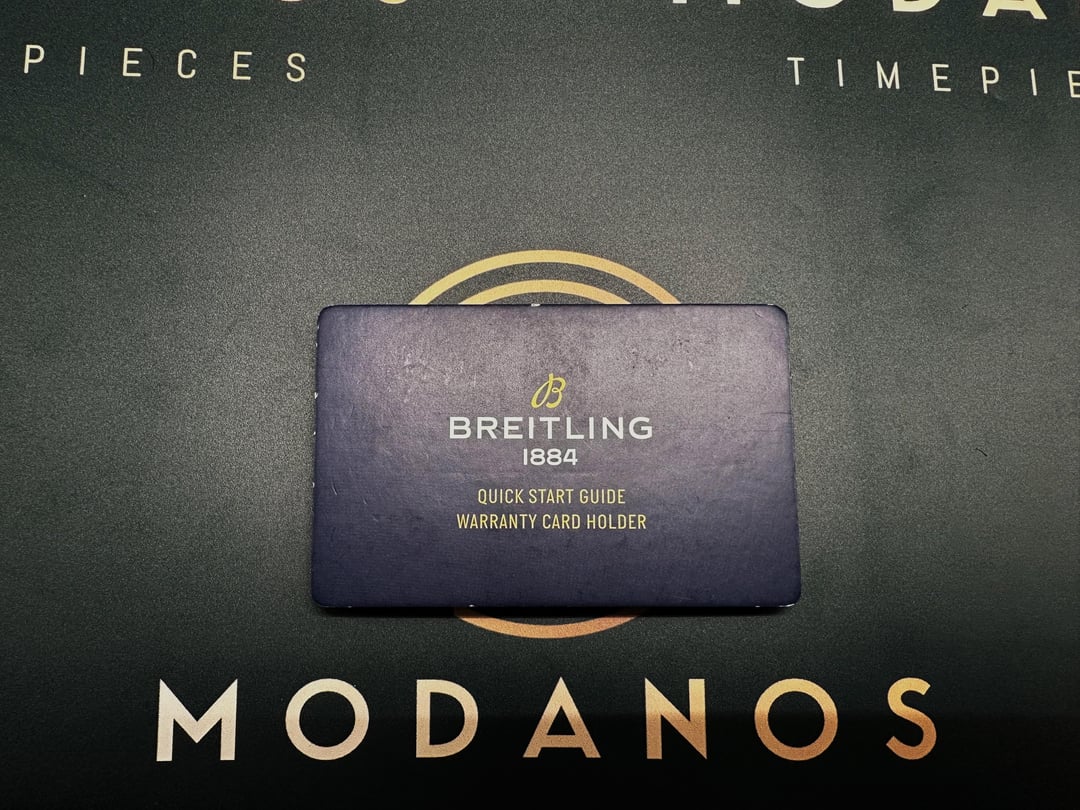 PIECES
TIMEPIE
B
BREITLING
1884
QUICK START GUIDE
WARRANTY CARD HOLDER
MODANOS